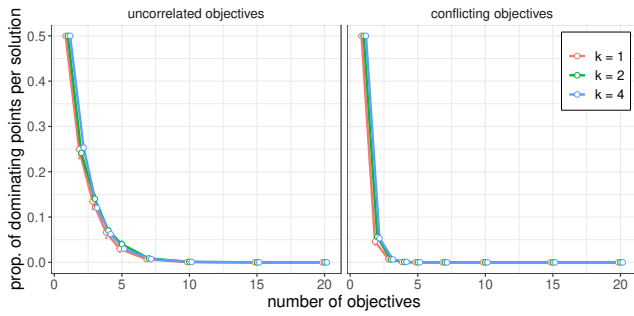 uncorrelated objectives
conflicting objectives
prop. of dominating points per solution
0.5
0.4
0.3
0.2
0.1
0.0
k = 1
k = 2
k = 4
0 5 10 15 20
0 5 10 15 20
number of objectives